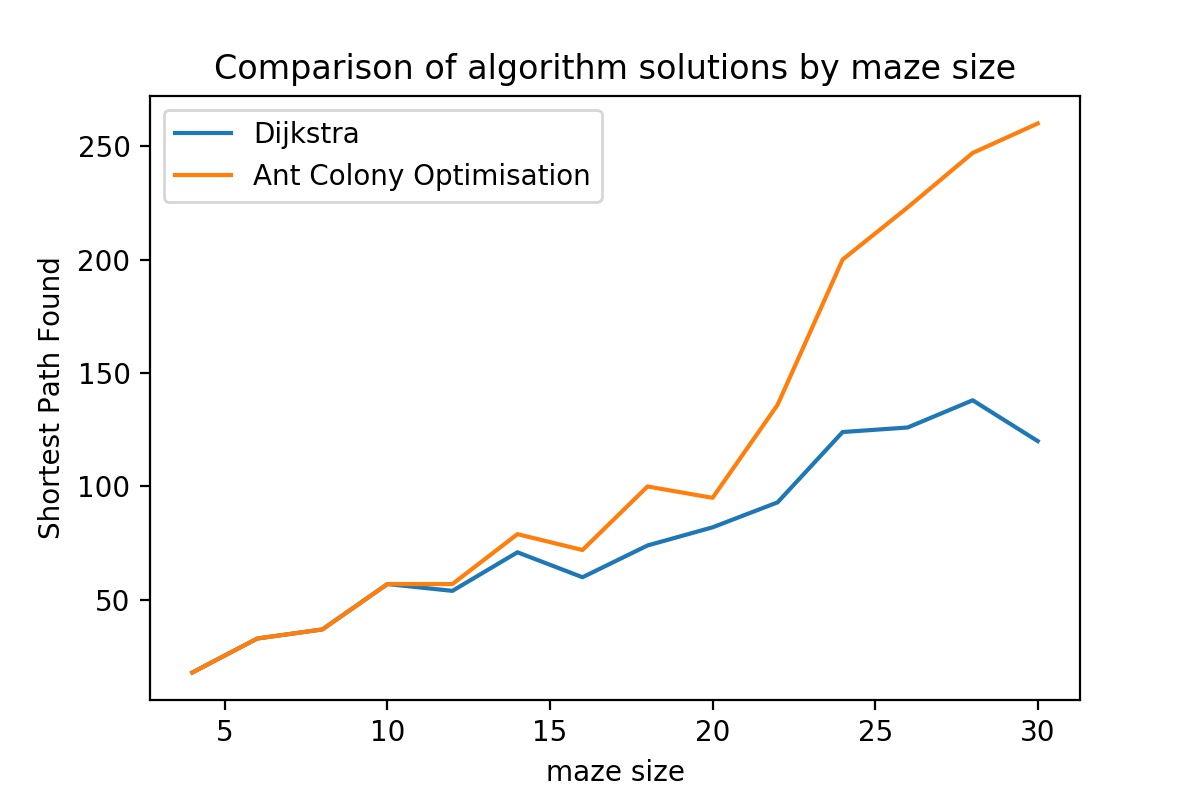 Comparison of algorithm solutions by maze size
Dijkstra
Ant Colony Optimisation
Shortest Path Found
250
200
150
100
50
5 10 15 20 25 30
maze size